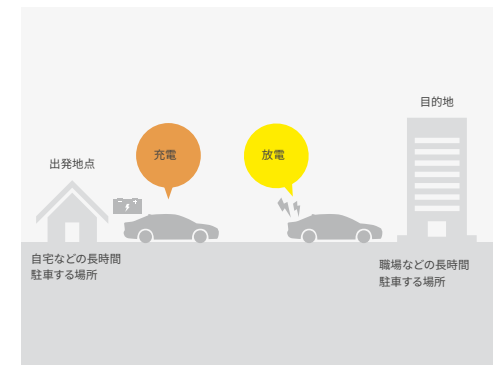 目的地
出発地点
充電
放電
自宅などの長時間
駐車する場所
職場などの長時間
駐車する場所